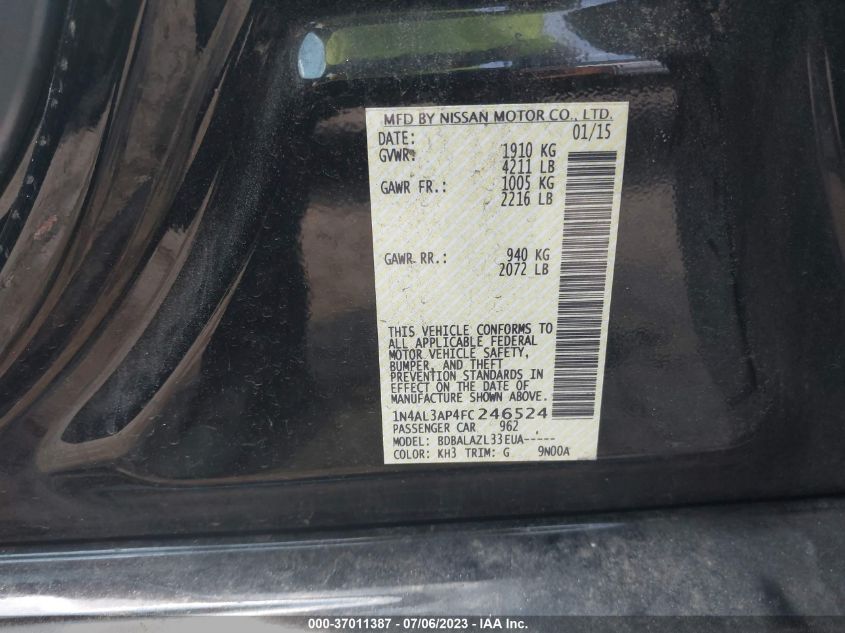 MFD BY NISSAN MOTOR CO., LTD.
DATE: 01/15
GVWR: 1910 KG
4211 LB
GAWR FR.: 1005 KG
2216 LB
GAWR RR.: 940 KG
2072 LB
THIS VEHICLE CONFORMS TO
ALL APPLICABLE FEDERAL
MOTOR VEHICLE SAFETY,
BUMPER, AND THEFT
PREVENTION STANDARDS IN
EFFECT ON THE DATE OF
MANUFACTURE SHOWN ABOVE.
1N4AL3AP4FC246524
PASSENGER CAR 962
MODEL: BDBALAZL33EUA-----
COLOR: KH3 TRIM: G 9N00A
000-37011387 - 07/06/2023 - IAA Inc.